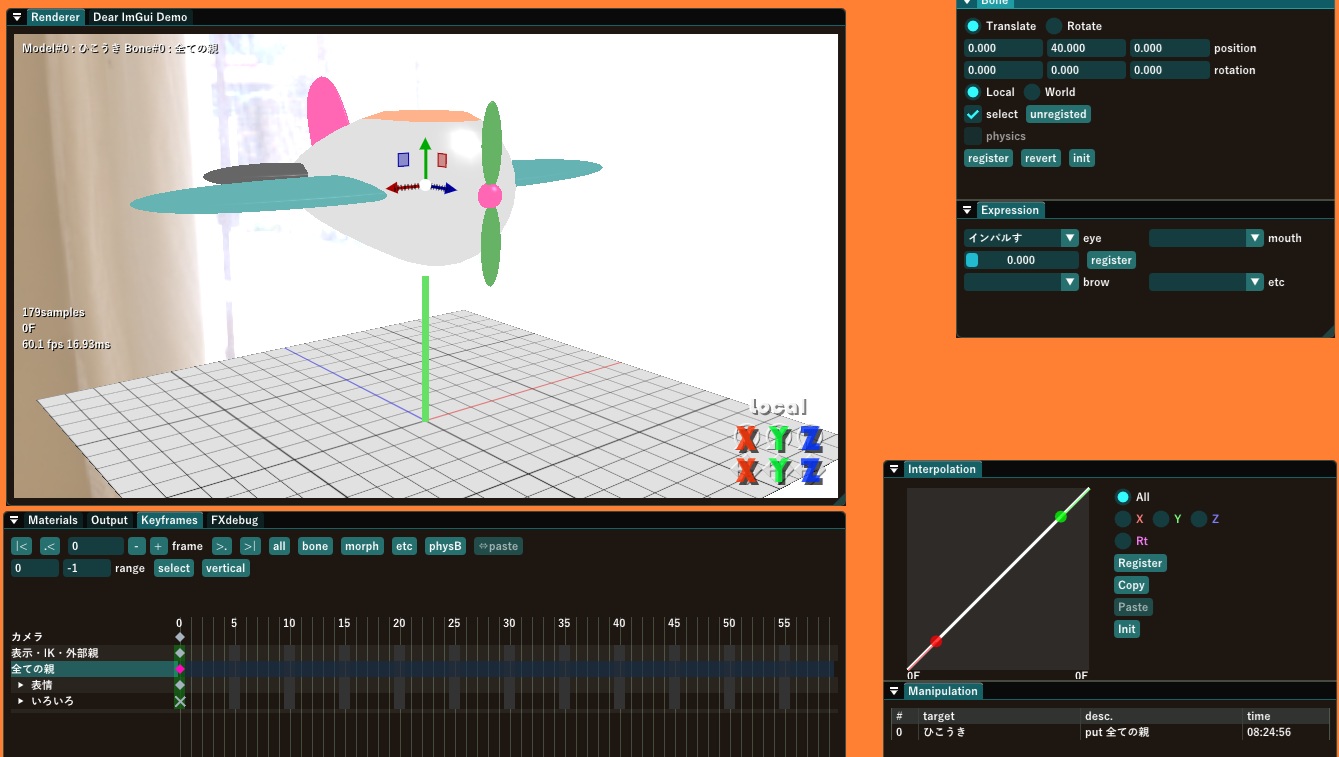 Renderer Dear ImGui Demo
Model#0 : ひこうき Bone#0 : 全ての親
179samples
0F
60.1 fps 16.93ms
local
X Y Z
X Y Z
Bone
Translate Rotate
0.000 40.000 0.000 position
0.000 0.000 0.000 rotation
Local World
select unregisted
physics
register revert init
Expression
インパルす eye mouth
0.000 register
brow etc
Materials Output Keyframes FXdebug
|< .< 0 - + frame >. >| all bone morph etc physB ⇔paste
0 -1 range select vertical
0 5 10 15 20 25 30 35 40 45 50 55
カメラ
表示・IK・外部親
全ての親
表情
いろいろ
Interpolation
All
X Y Z
Rt
Register
Copy
Paste
Init
0F 0F
Manipulation
# target desc. time
0 ひこうき put 全ての親 08:24:56